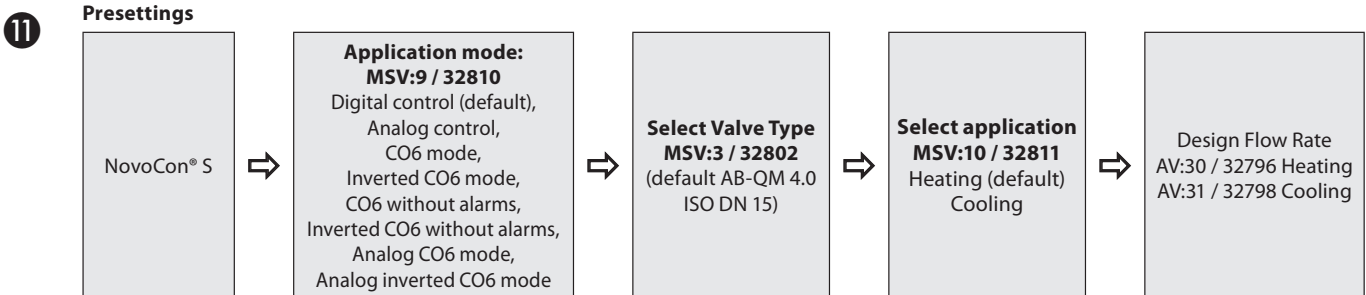 11
Presettings
NovoCon® S
Application mode:
MSV:9 / 32810
Digital control (default),
Analog control,
CO6 mode,
Inverted CO6 mode,
CO6 without alarms,
Inverted CO6 without alarms,
Analog CO6 mode,
Analog inverted CO6 mode
Select Valve Type
MSV:3 / 32802
(default AB-QM 4.0
ISO DN 15)
Select application
MSV:10 / 32811
Heating (default)
Cooling
Design Flow Rate
AV:30 / 32796 Heating
AV:31 / 32798 Cooling